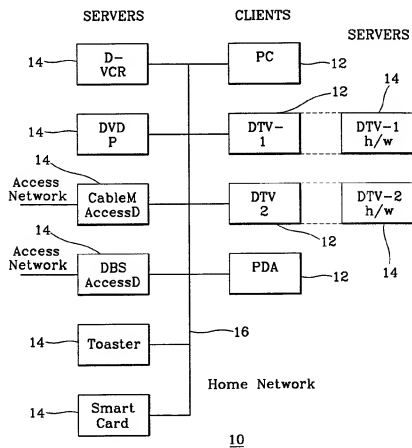 SERVERS CLIENTS SERVERS
14 D-VCR PC 12
14 DVD P DTV-1 12 DTV-1 h/w 14
Access Network 14 CableM AccessD DTV 2 12 DTV-2 h/w 14
Access Network 14 DBS AccessD PDA 12
14 Toaster 16
14 Smart Card Home Network
10